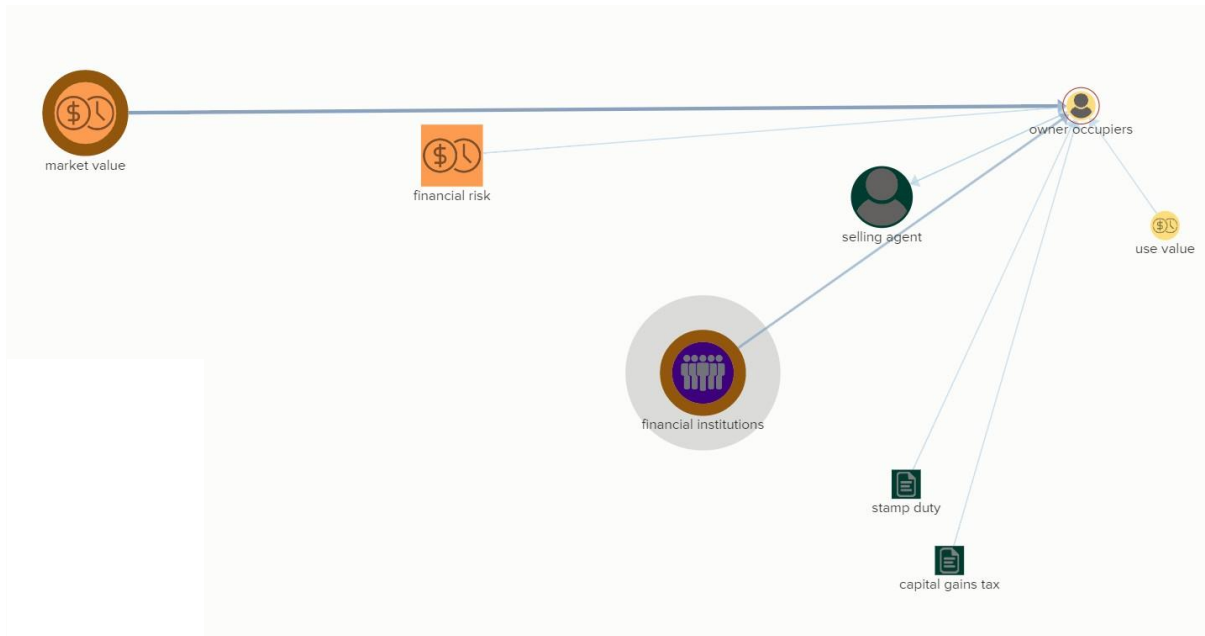 owner occupiers
market value
financial risk
selling agent
use value
financial institutions
stamp duty
capital gains tax